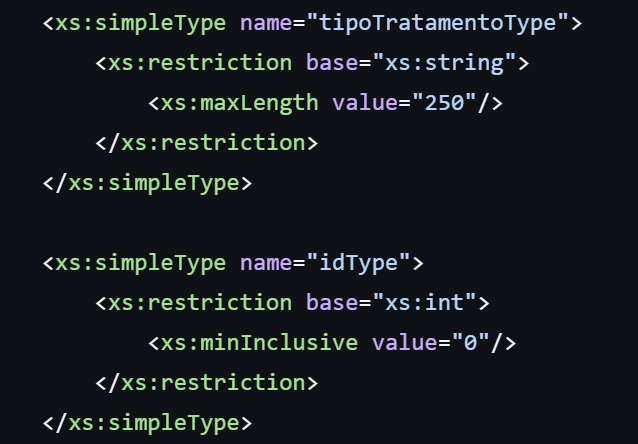 <xs:simpleType name="tipoTratamentoType">
<xs:restriction base="xs:string">
<xs:maxLength value="250"/>
</xs:restriction>
</xs:simpleType>
<xs:simpleType name="idType">
<xs:restriction base="xs:int">
<xs:minInclusive value="0"/>
</xs:restriction>
</xs:simpleType>